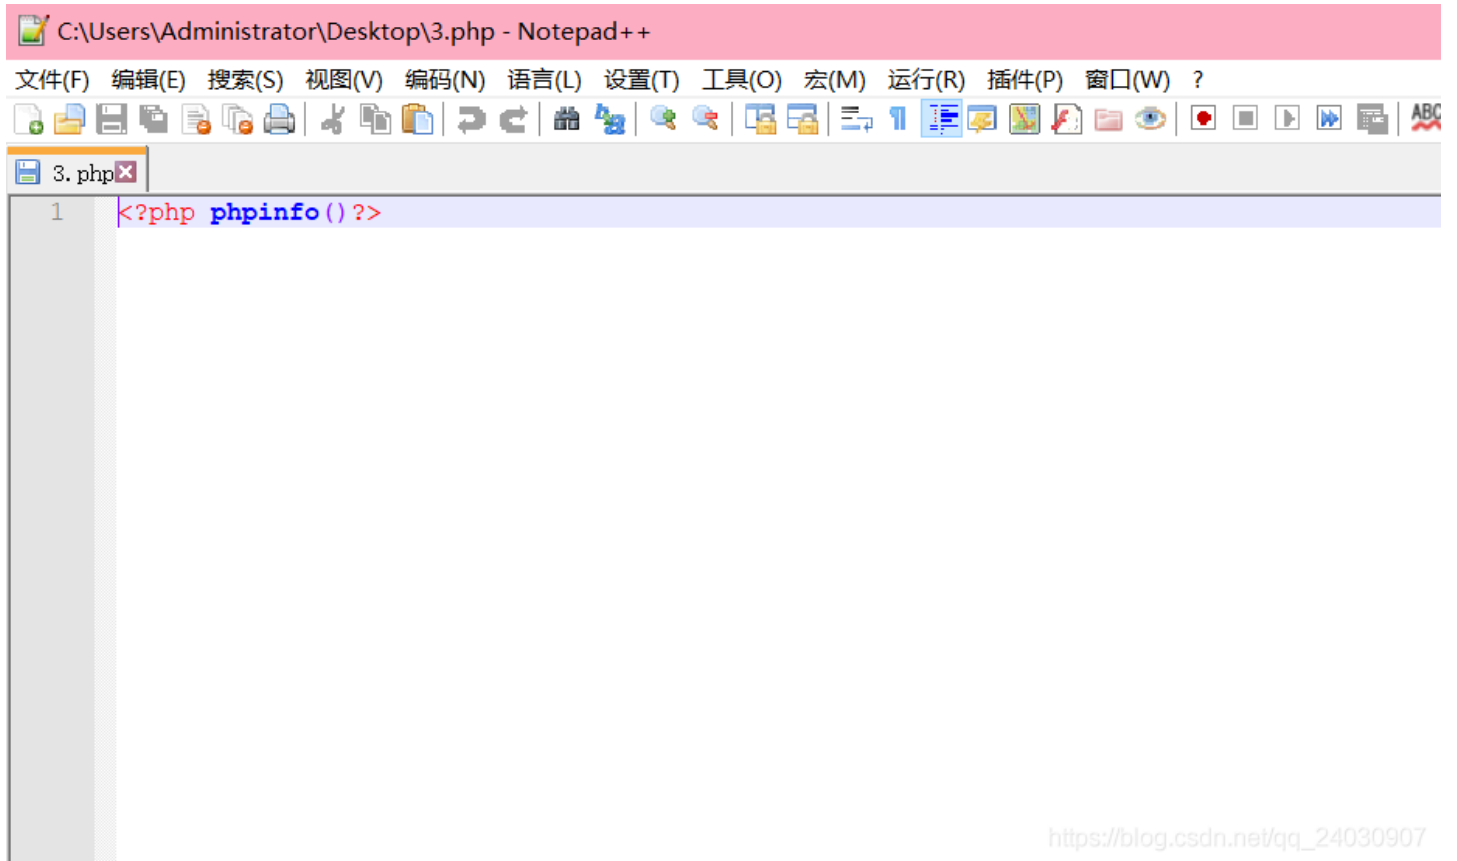 C:\Users\Administrator\Desktop\3.php - Notepad++
文件(F) 编辑(E) 搜索(S) 视图(V) 编码(N) 语言(L) 设置(T) 工具(O) 宏(M) 运行(R) 插件(P) 窗口(W) ?
ABC
3.php
1 <?php phpinfo()?>
https://blog.csdn.net/qq_24030907